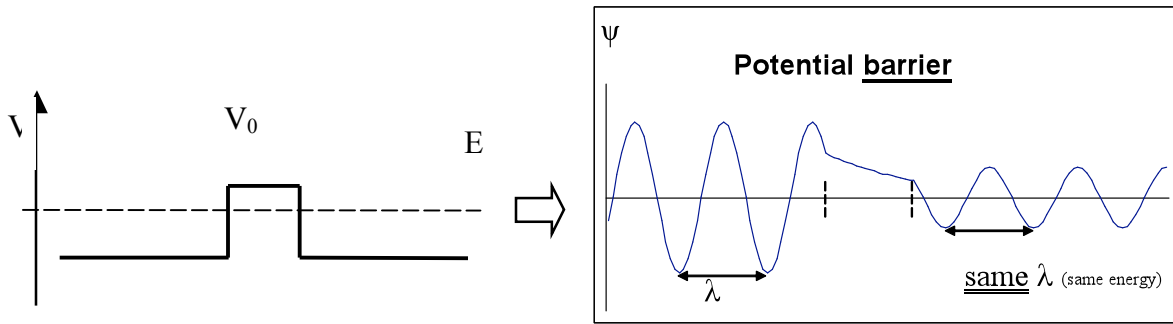 V
V₀
E
ψ
Potential barrier
λ
same λ (same energy)